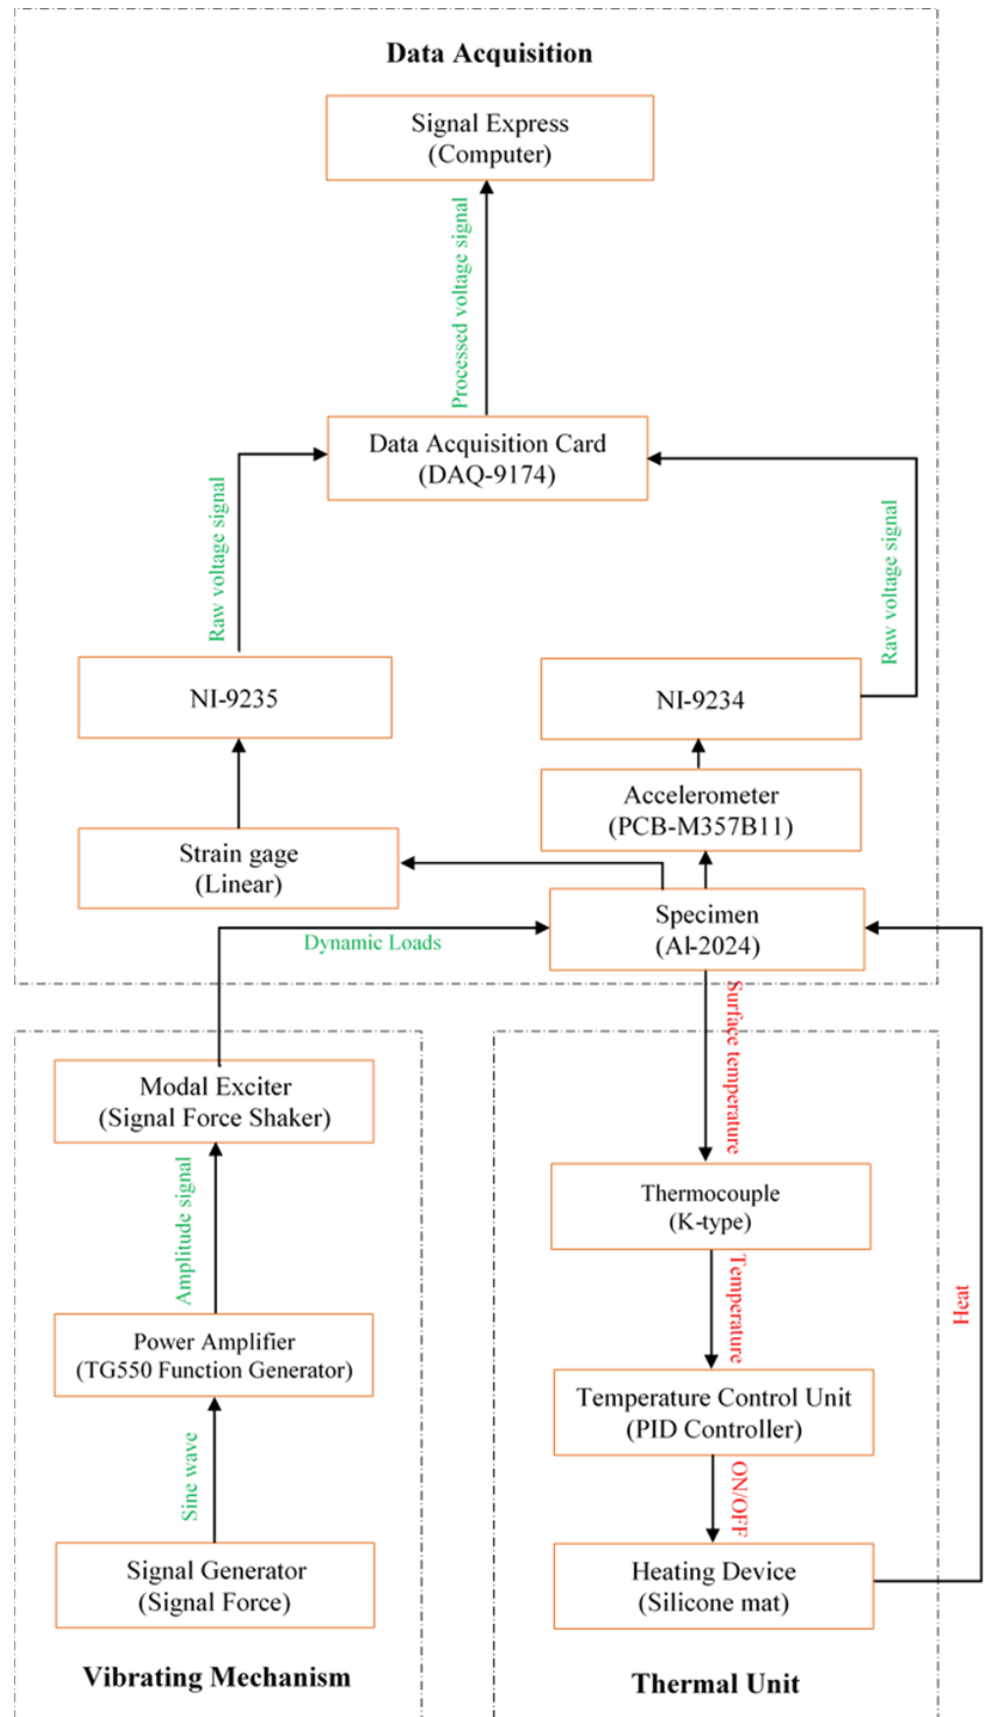 Data Acquisition
Signal Express
(Computer)
Processed voltage signal
Data Acquisition Card
(DAQ-9174)
Raw voltage signal
Raw voltage signal
NI-9235
NI-9234
Accelerometer
(PCB-M357B11)
Strain gage
(Linear)
Specimen
(Al-2024)
Dynamic Loads
Surface temperature
Modal Exciter
(Signal Force Shaker)
Amplitude signal
Thermocouple
(K-type)
Temperature
Heat
Power Amplifier
(TG550 Function Generator)
Temperature Control Unit
(PID Controller)
Sine wave
ON/OFF
Signal Generator
(Signal Force)
Heating Device
(Silicone mat)
Vibrating Mechanism
Thermal Unit